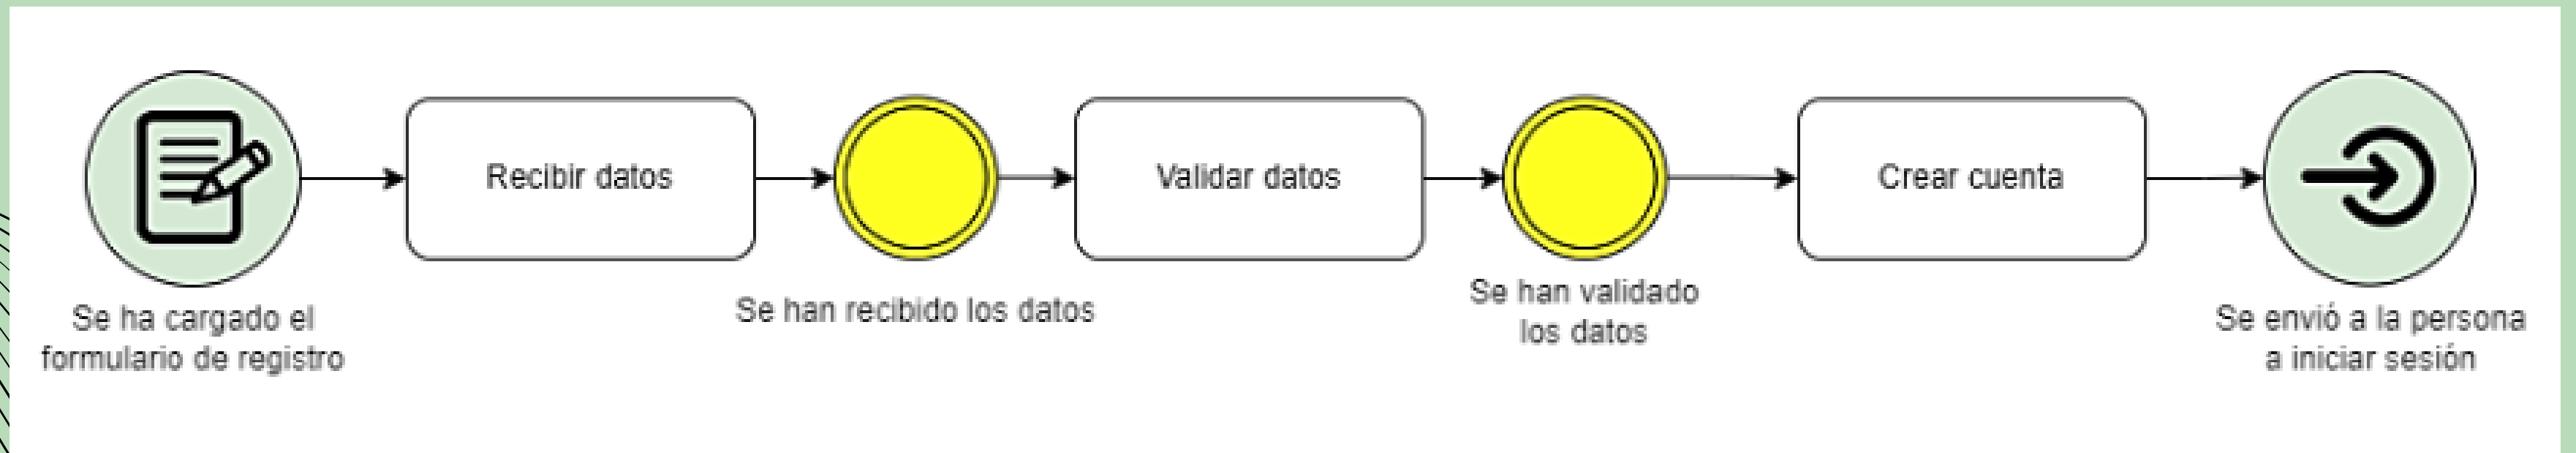 Recibir datos
Validar datos
Crear cuenta
Se ha cargado el
formulario de registro
Se han recibido los datos
Se han validado
los datos
Se envió a la persona
a iniciar sesión